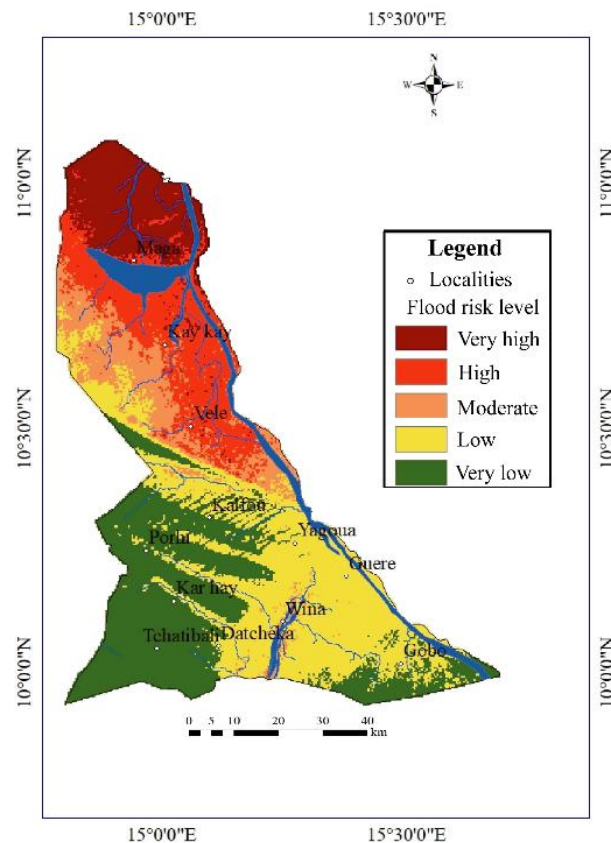 15°0'0"E 15°30'0"E
N
W E
S
11°0'0"N 11°0'0"N
Maga
Legend
Localities
Flood risk level
Very high
High
Moderate
Low
Very low
Kay kay
10°30'0"N 10°30'0"N
Vele
Kalfou
Yagoua
Porhi
Guere
Kar hay
Wina
Tchatibali Datcheka
Gobo
10°0'0"N 10°0'0"N
0 5 10 20 30 40
km
15°0'0"E 15°30'0"E